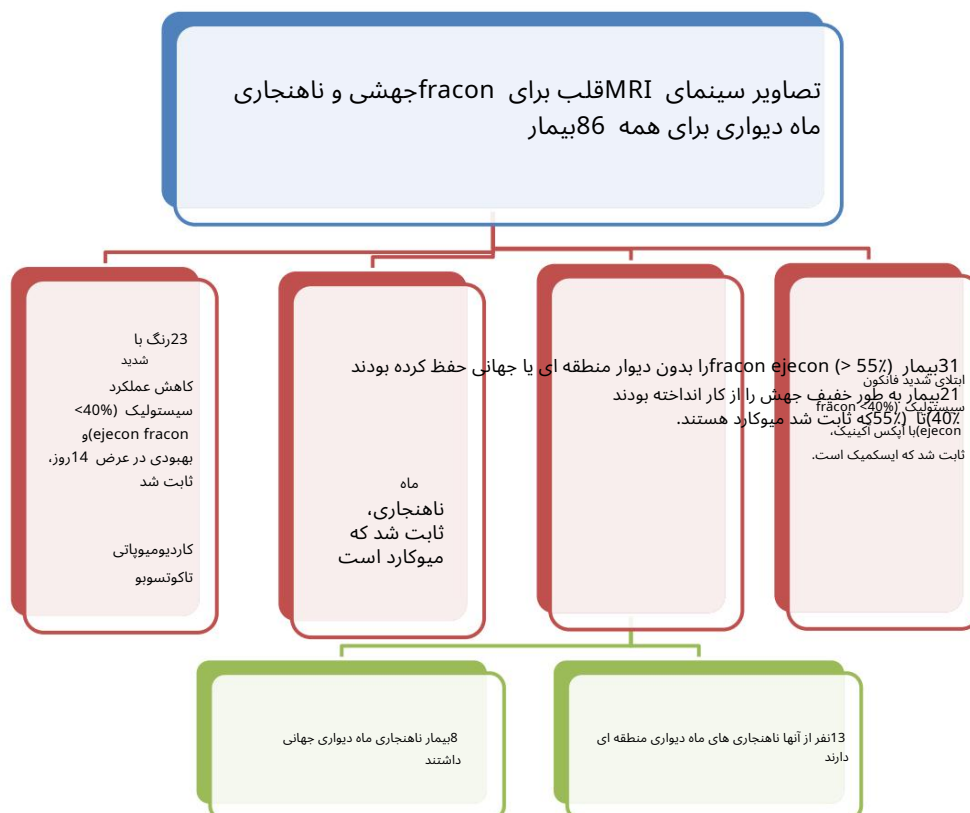 تصاویر سینمای MRIقلب برای fraconجهشی و ناهنجاری
ماه دیواری برای همه 86بیمار
23رنگ با
شدید
کاهش عملکرد
سیستولیک (40%>
ejecon fracon)و
بهبودی در عرض 14روز،
ثابت شد
کاردیومیوپاتی
تاکوتسوبو
31بیمار (55٪ <) fracon ejeconرا بدون دیوار منطقه ای یا جهانی حفظ کرده بودند
ماه
ناهنجاری،
ثابت شد که
میوکارد است
21بیمار به طور خفیف جهش را از کار انداخته بودند
40٪)تا (55٪که ثابت شد میوکارد هستند.
ابتلای شدید فانکون
سیستولیک (40%> fracon
ejecon)با آپکس آکینیک،
ثابت شد که ایسکمیک است.
8بیمار ناهنجاری ماه دیواری جهانی
داشتند
13نفر از آنها ناهنجاری های ماه دیواری منطقه ای
دارند